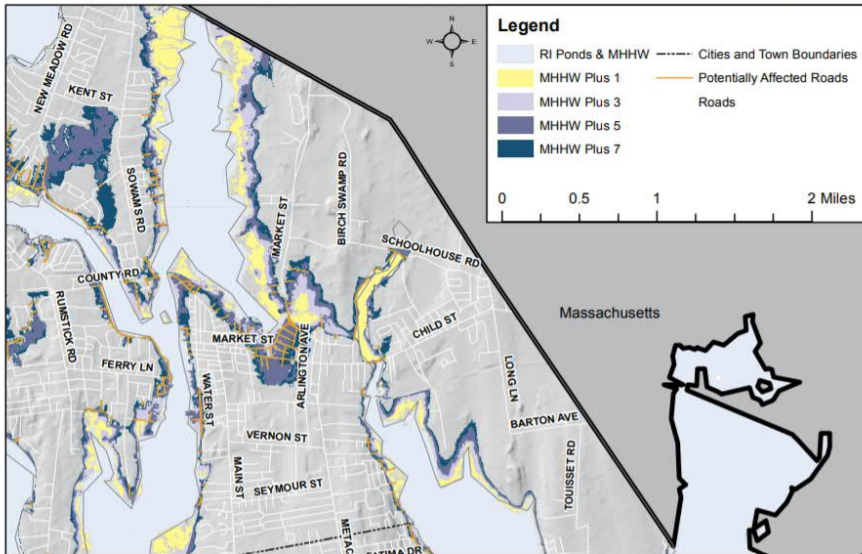 NEW MEADOW RD
KENT ST
SOWAMS RD
COUNTY RD
RUMSTICK RD
FERRY LN
MARKET ST
BIRCH SWAMP RD
SCHOOLHOUSE RD
CHILD ST
MARKET ST
ARLINGTON AVE
WATER ST
LONG LN
BARTON AVE
VERNON ST
MAIN ST
SEYMOUR ST
TOUISSET RD
METAC
FATIMA DR
N
W E
S
Legend
RI Ponds & MHHW
MHHW Plus 1
MHHW Plus 3
MHHW Plus 5
MHHW Plus 7
Cities and Town Boundaries
Potentially Affected Roads
Roads
0 0.5 1 2 Miles
Massachusetts